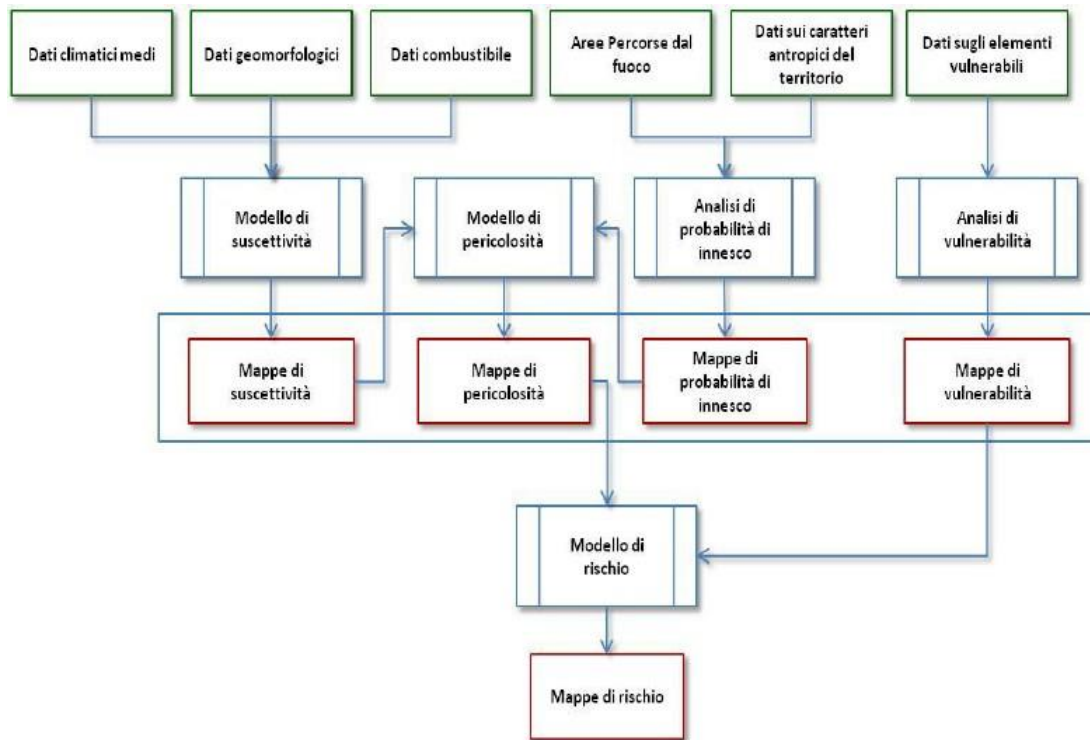 Dati climatici medi
Dati geomorfologici
Dati combustibile
Aree Percorse dal
fuoco
Dati sui caratteri
antropici del
territorio
Dati sugli elementi
vulnerabili
Modello di
suscettività
Modello di
pericolosità
Analisi di
probabilità di
innesco
Analisi di
vulnerabilità
Mappe di
suscettività
Mappe di
pericolosità
Mappe di
probabilità di
innesco
Mappe di
vulnerabilità
Modello di
rischio
Mappe di rischio